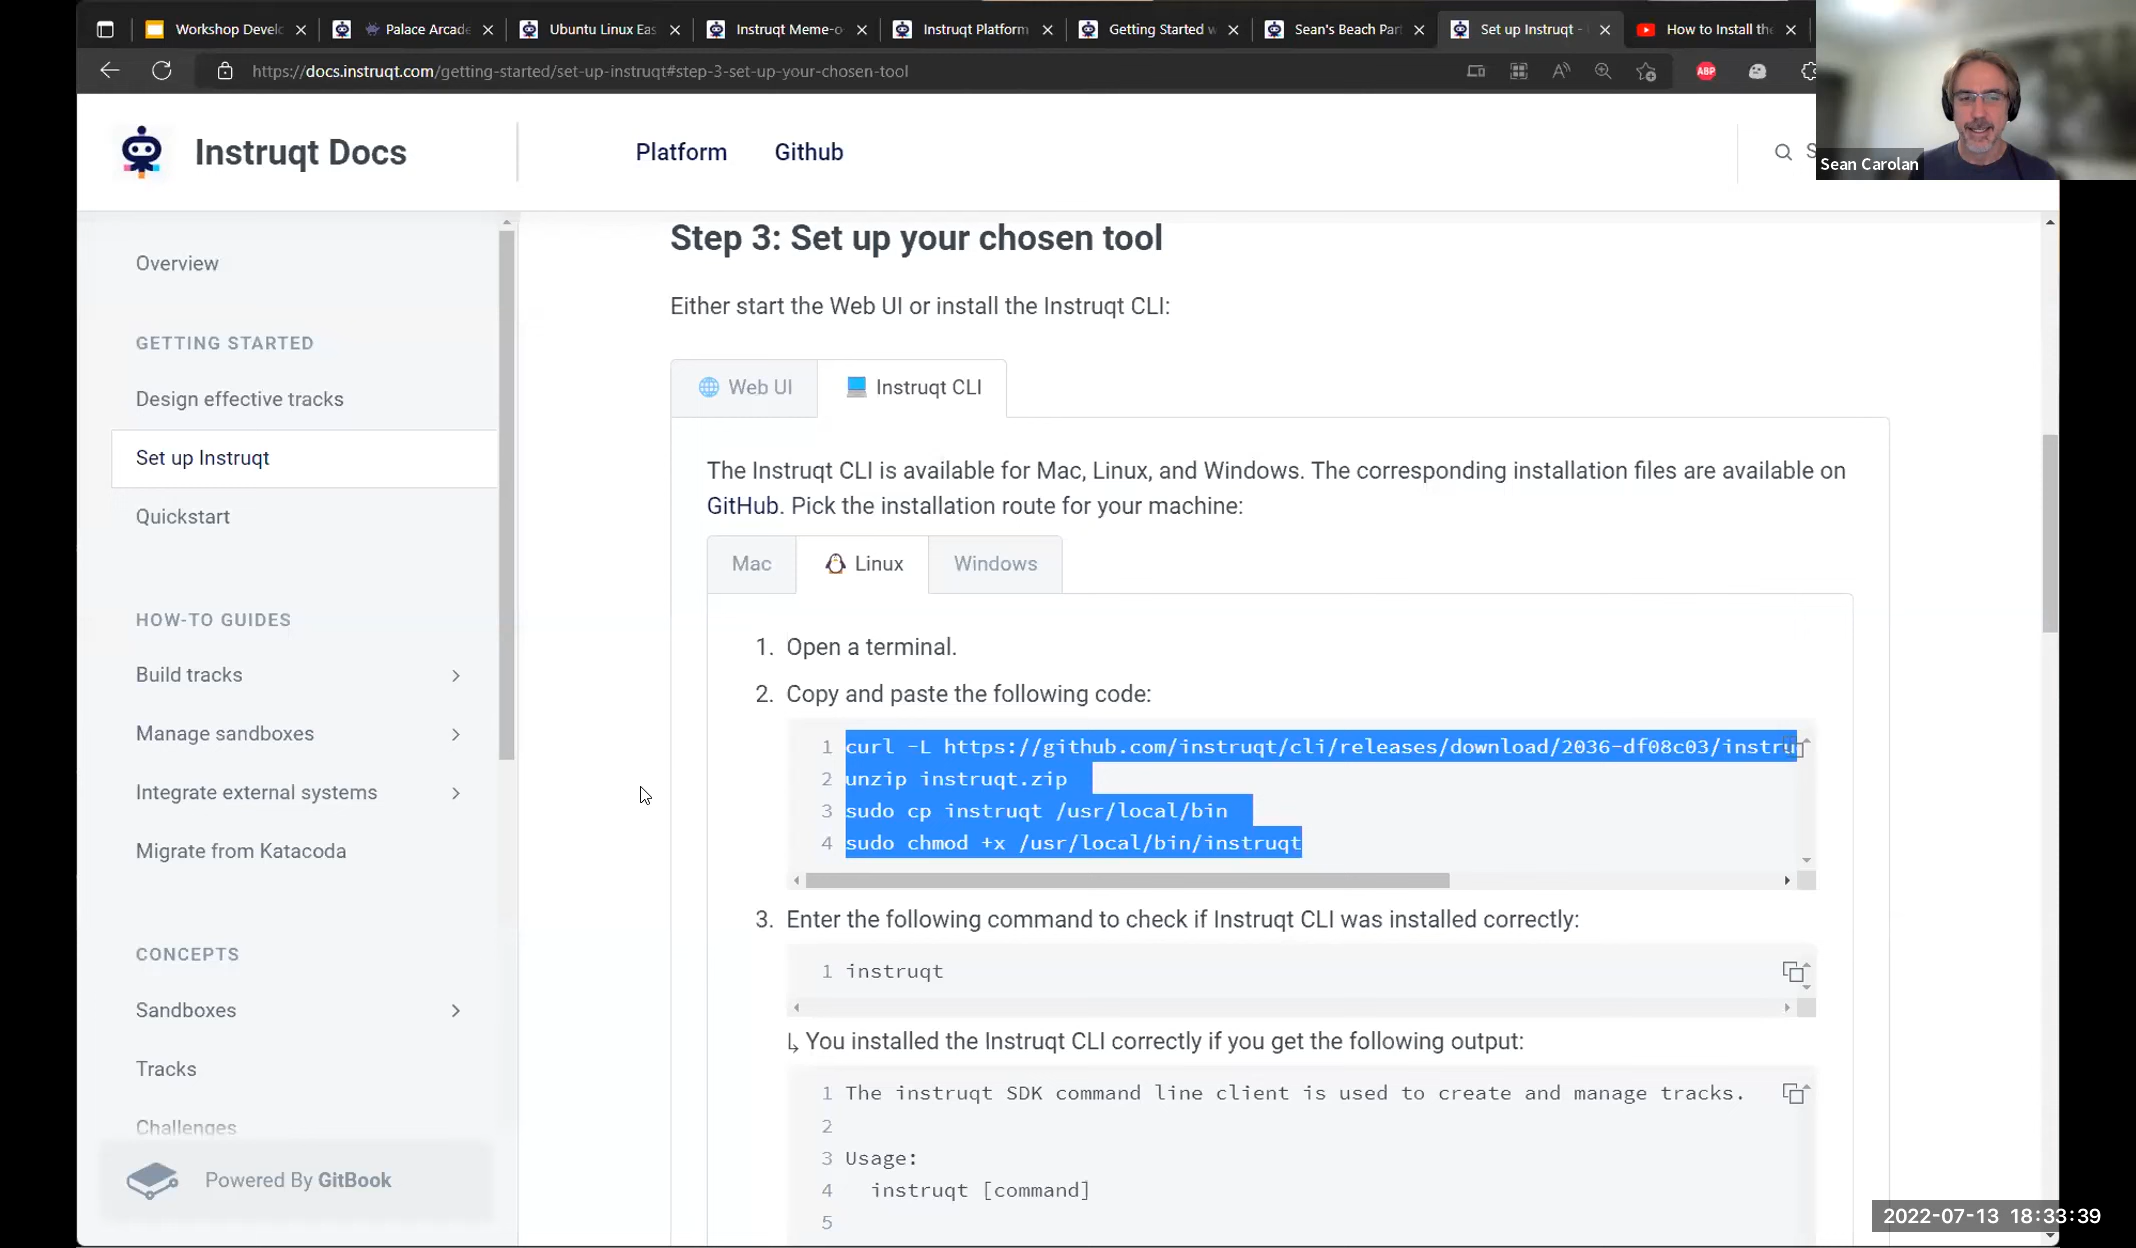 Workshop Develo
Palace Arcade
Ubuntu Linux Eas
Instruqt Meme-o
Instruqt Platform
Getting Started w
Sean's Beach Part
Set up Instruqt -
How to Install the
https://docs.instruqt.com/getting-started/set-up-instruqt#step-3-set-up-your-chosen-tool
ABP
Sean Carolan
Instruqt Docs
Platform
Github
S
Overview
GETTING STARTED
Design effective tracks
Set up Instruqt
Quickstart
HOW-TO GUIDES
Build tracks
Manage sandboxes
Integrate external systems
Migrate from Katacoda
CONCEPTS
Sandboxes
Tracks
Challenges
Powered By GitBook
Step 3: Set up your chosen tool
Either start the Web UI or install the Instruqt CLI:
Web UI
Instruqt CLI
The Instruqt CLI is available for Mac, Linux, and Windows. The corresponding installation files are available on
GitHub. Pick the installation route for your machine:
Mac
Linux
Windows
1. Open a terminal.
2. Copy and paste the following code:
1 curl -L https://github.com/instruqt/cli/releases/download/2036-df08c03/instruq
2 unzip instruqt.zip
3 sudo cp instruqt /usr/local/bin
4 sudo chmod +x /usr/local/bin/instruqt
3. Enter the following command to check if Instruqt CLI was installed correctly:
1 instruqt
↳ You installed the Instruqt CLI correctly if you get the following output:
1 The instruqt SDK command line client is used to create and manage tracks.
2
3 Usage:
4 instruqt [command]
5
2022-07-13 18:33:39